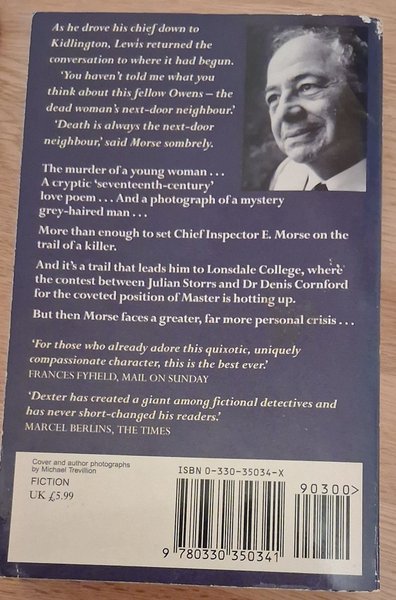 As he drove his chief down to
Kidlington, Lewis returned the
conversation to where it had begun.
‘You haven’t told me what you
think about this fellow Owens – the
dead woman’s next-door neighbour.’
‘Death is always the next-door
neighbour,’ said Morse sombrely.
The murder of a young woman . . .
A cryptic ‘seventeenth-century’
love poem . . . And a photograph of a mystery
grey-haired man . . .
More than enough to set Chief Inspector E. Morse on the
trail of a killer.
And it’s a trail that leads him to Lonsdale College, where
the contest between Julian Storrs and Dr Denis Cornford
for the coveted position of Master is hotting up.
But then Morse faces a greater, far more personal crisis . . .
‘For those who already adore this quixotic, uniquely
compassionate character, this is the best ever.’
FRANCES FYFIELD, MAIL ON SUNDAY
‘Dexter has created a giant among fictional detectives and
has never short-changed his readers.’
MARCEL BERLINS, THE TIMES
Cover and author photographs
by Michael Trevillion
FICTION
UK £5.99
ISBN 0-330-35034-X
90300>
9 780330 350341